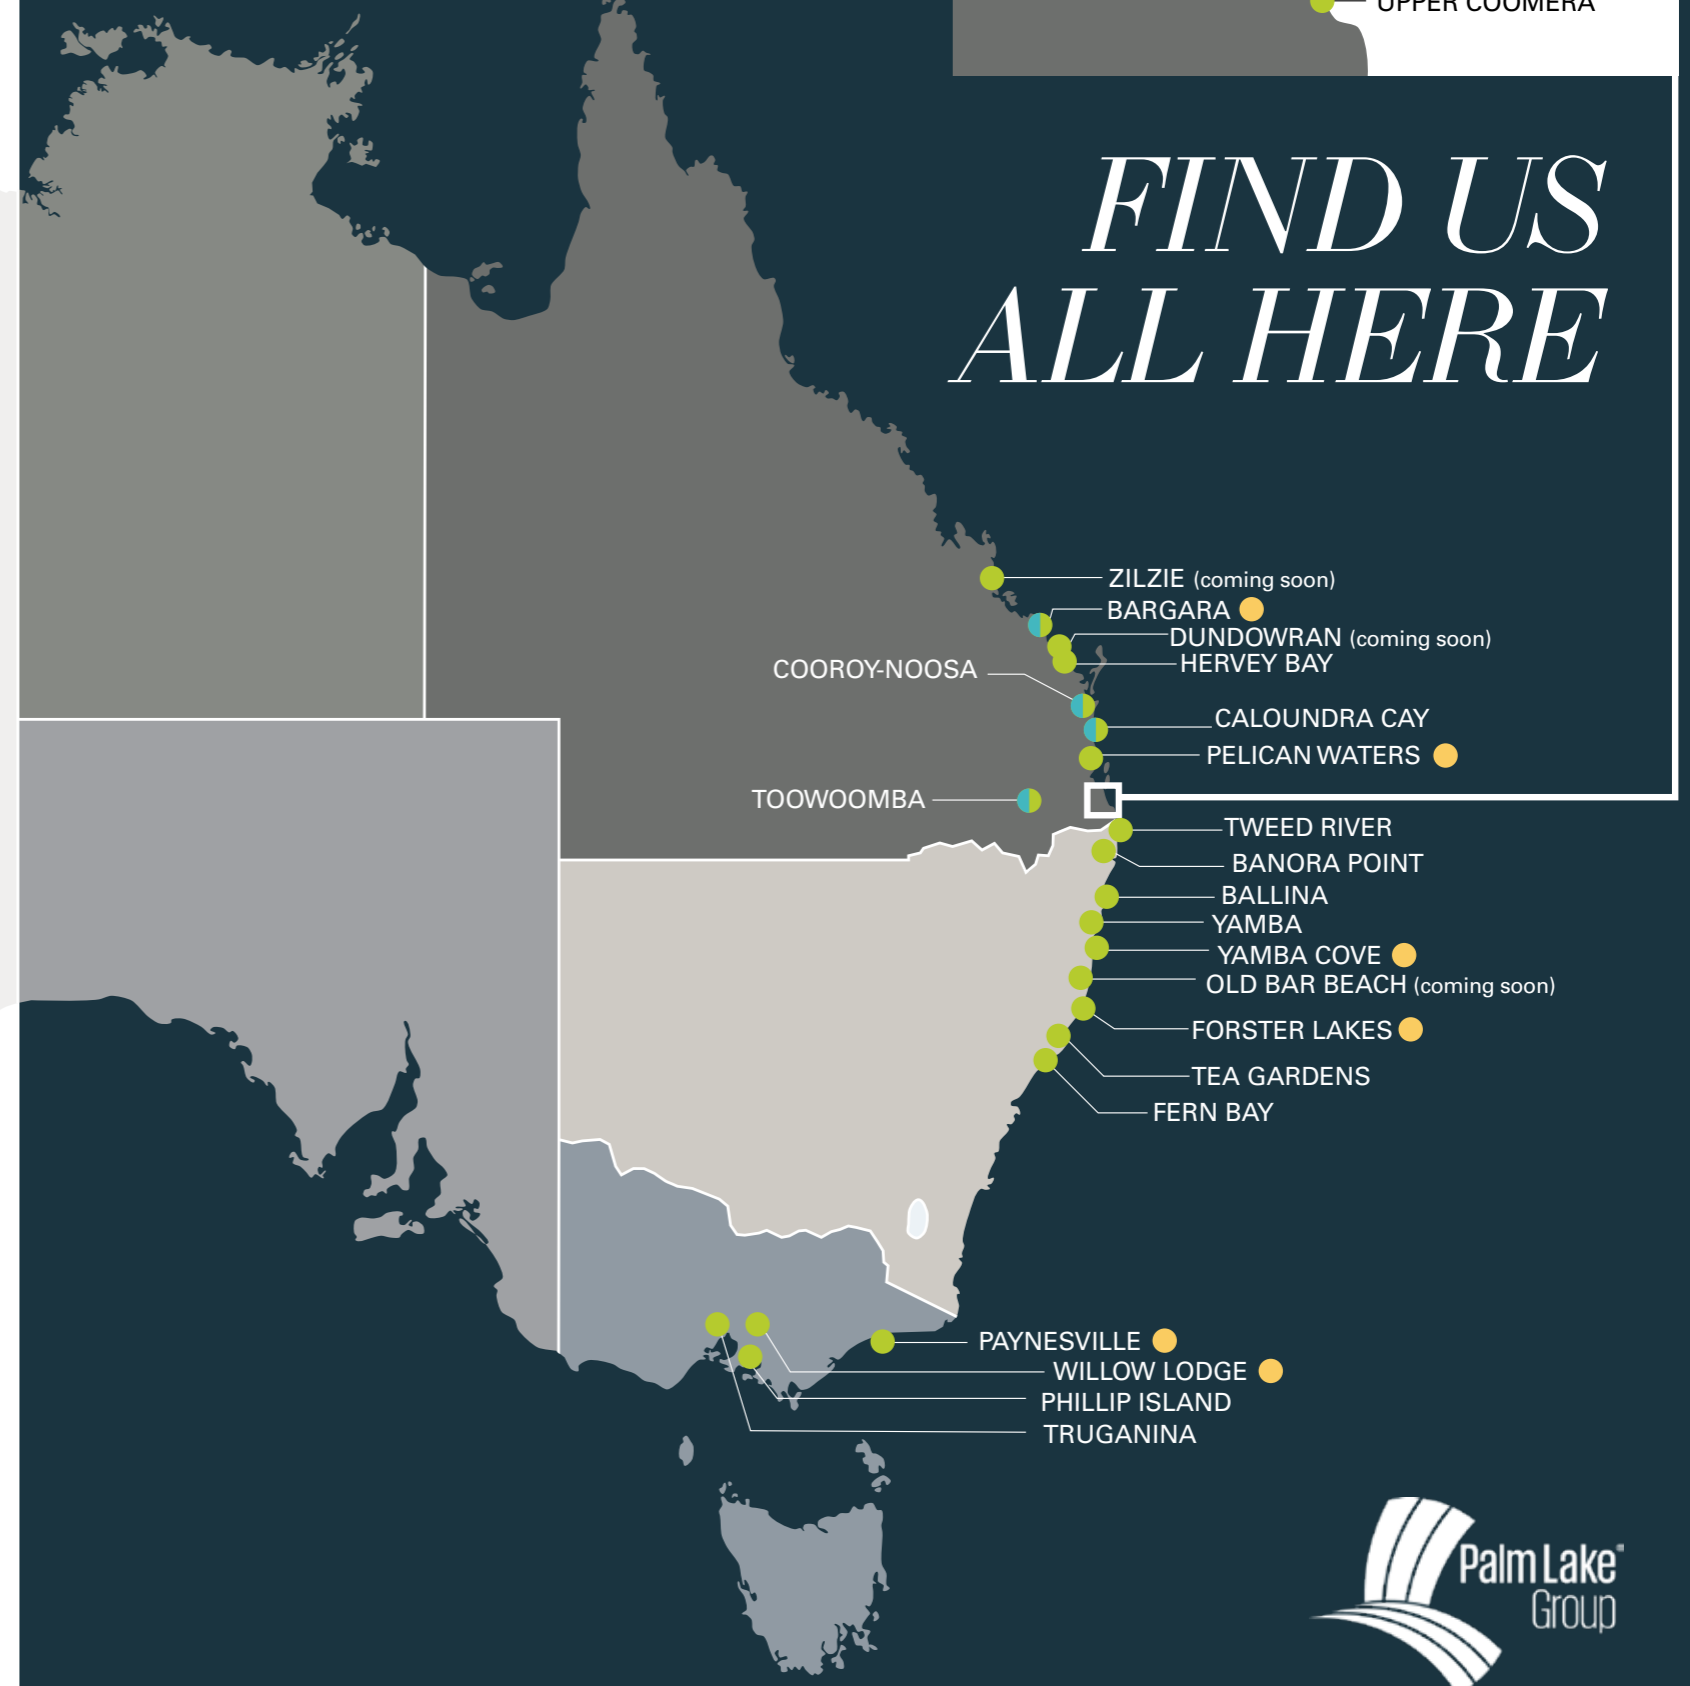 UPPER COOMERA
FIND US
ALL HERE
ZILZIE (coming soon)
BARGARA
DUNDOWRAN (coming soon)
HERVEY BAY
COOROY-NOOSA
CALOUNDRA CAY
PELICAN WATERS
TOOWOOMBA
TWEED RIVER
BANORA POINT
BALLINA
YAMBA
YAMBA COVE
OLD BAR BEACH (coming soon)
FORSTER LAKES
TEA GARDENS
FERN BAY
PAYNESVILLE
WILLOW LODGE
PHILLIP ISLAND
TRUGANINA
Palm Lake
Group